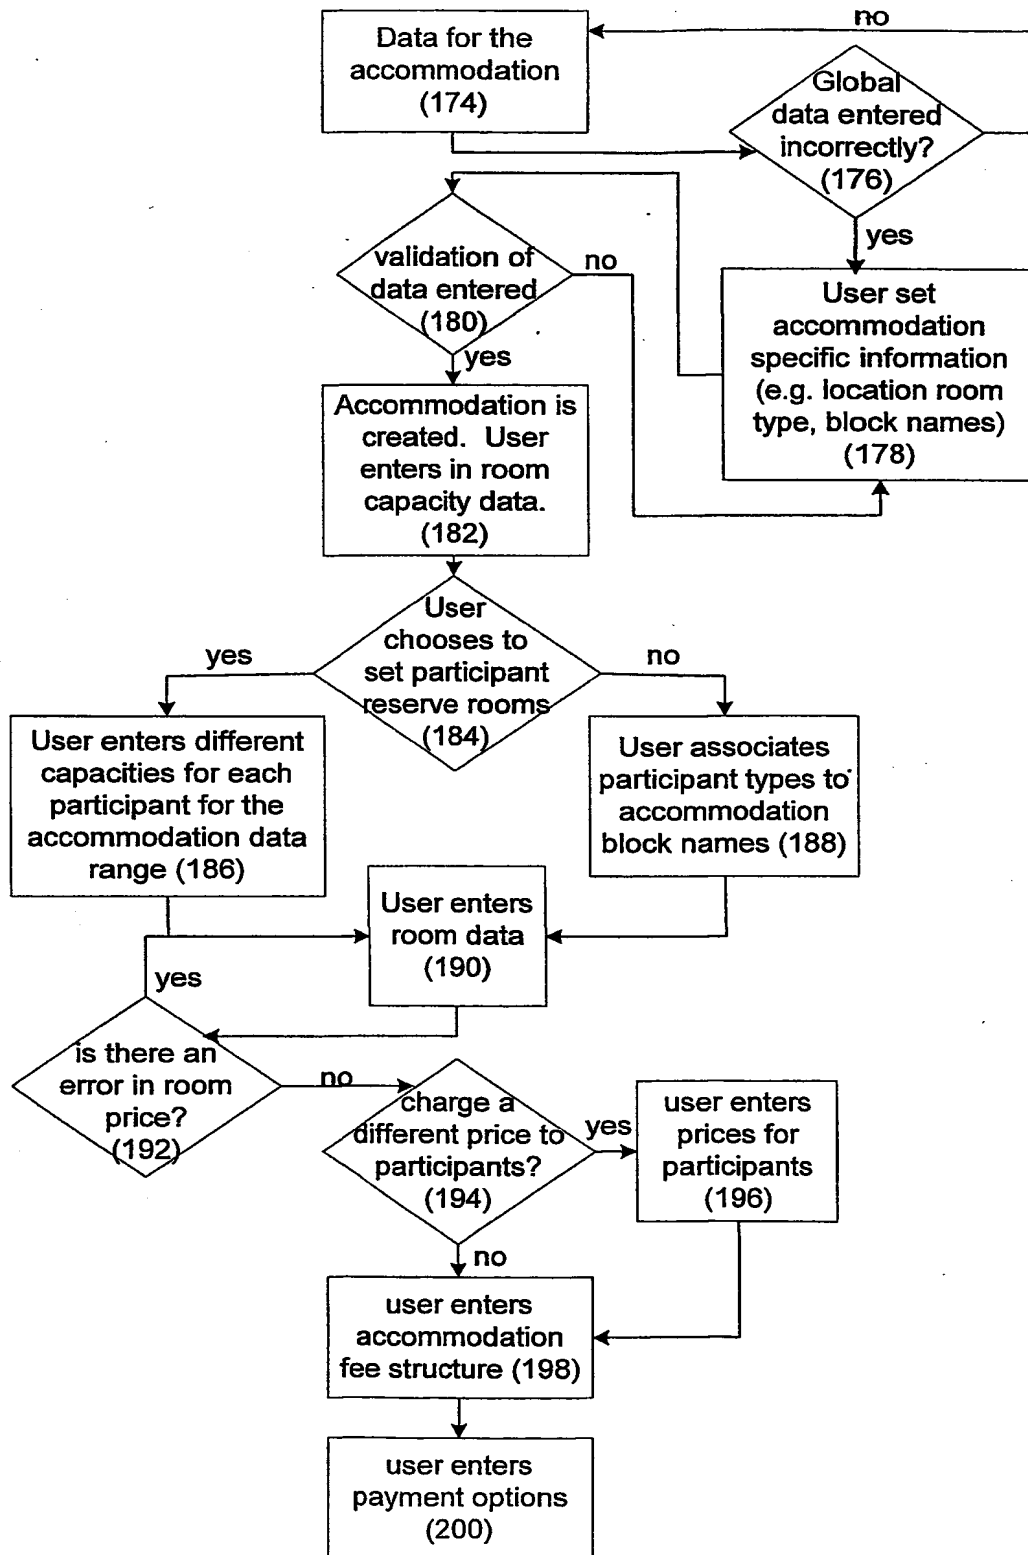 no
Data for the
accommodation
(174)
Global
data entered
incorrectly?
(176)
yes
validation of
data entered
(180)
no
User set
accommodation
specific information
(e.g. location room
type, block names)
(178)
yes
Accommodation is
created. User
enters in room
capacity data.
(182)
User
chooses to
set participant
reserve rooms
(184)
yes
no
User enters different
capacities for each
participant for the
accommodation data
range (186)
User associates
participant types to
accommodation
block names (188)
User enters
room data
(190)
yes
is there an
error in room
price?
(192)
no
charge a
different price to
participants?
(194)
yes
user enters
prices for
participants
(196)
no
user enters
accommodation
fee structure (198)
user enters
payment options
(200)